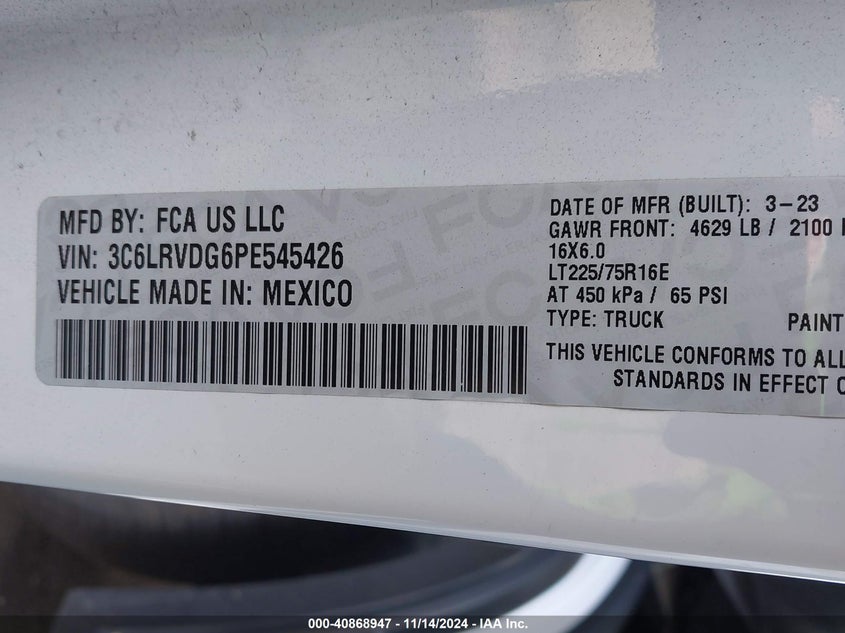 MFD BY: FCA US LLC
VIN: 3C6LRVDG6PE545426
VEHICLE MADE IN: MEXICO
DATE OF MFR (BUILT): 3-23
GAWR FRONT: 4629 LB / 2100
16X6.0
LT225/75R16E
AT 450 kPa / 65 PSI
TYPE: TRUCK PAINT
THIS VEHICLE CONFORMS TO ALL
STANDARDS IN EFFECT
000-40868947 - 11/14/2024 - IAA Inc.